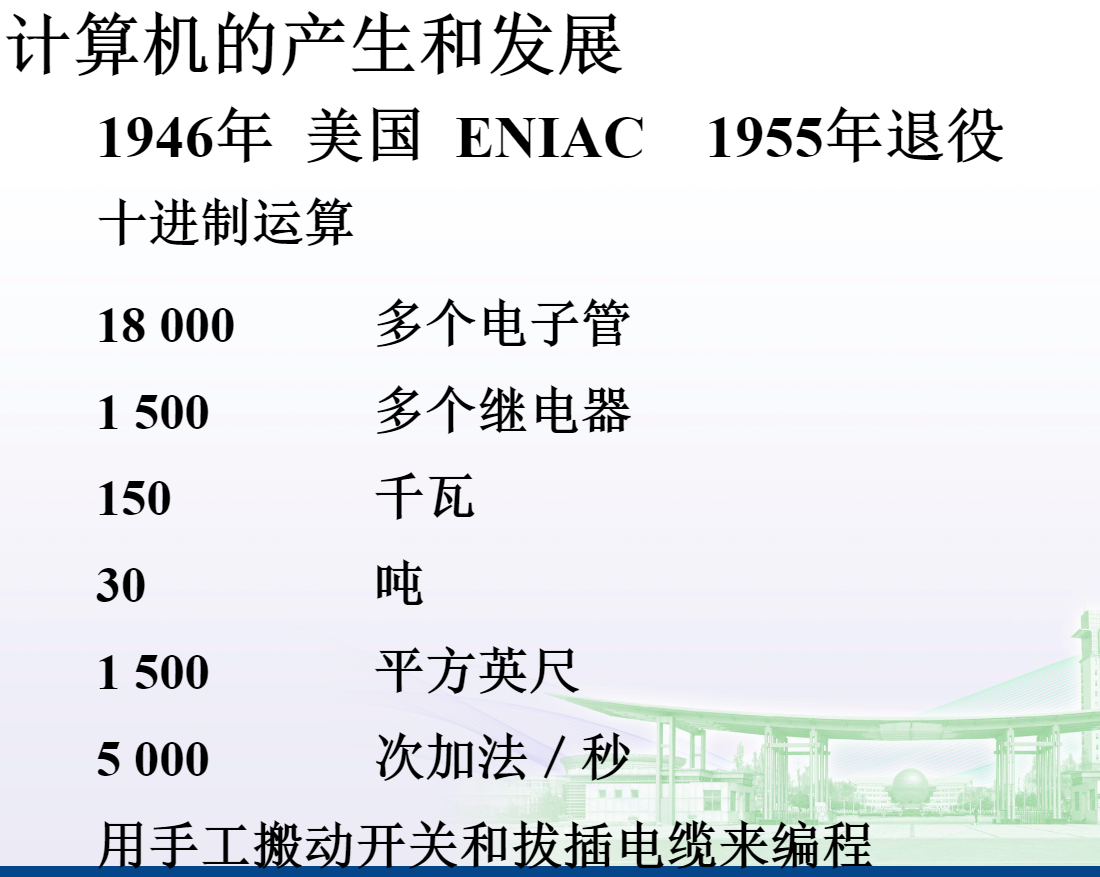 计算机的产生和发展
1946年 美国 ENIAC 1955年退役
十进制运算
18 000 多个电子管
1 500 多个继电器
150 千瓦
30 吨
1 500 平方英尺
5 000 次加法／秒
用手工搬动开关和拔插电缆来编程